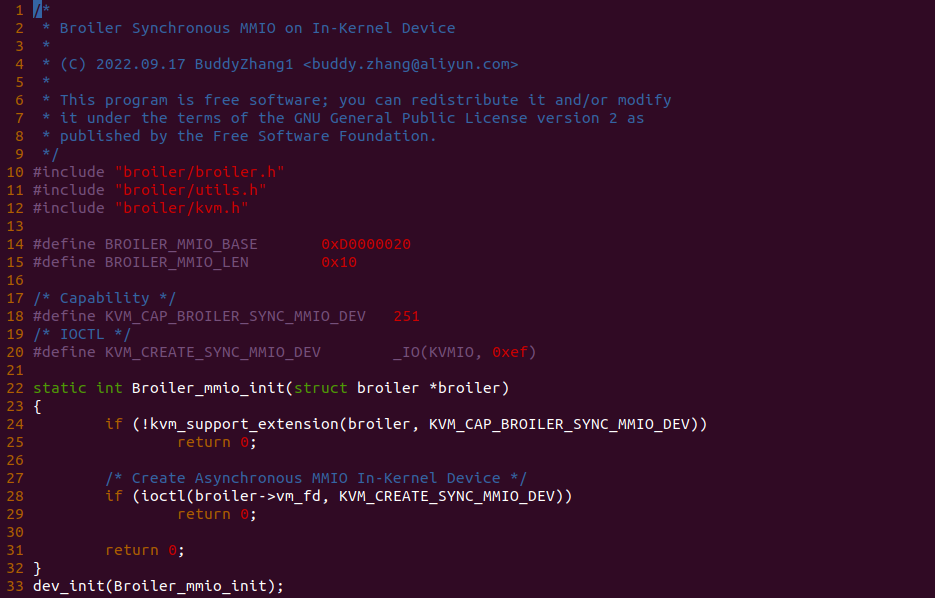 1 /*
2  * Broiler Synchronous MMIO on In-Kernel Device
3  *
4  * (C) 2022.09.17 BuddyZhang1 <buddy.zhang@aliyun.com>
5  *
6  * This program is free software; you can redistribute it and/or modify
7  * it under the terms of the GNU General Public License version 2 as
8  * published by the Free Software Foundation.
9  */
10 #include "broiler/broiler.h"
11 #include "broiler/utils.h"
12 #include "broiler/kvm.h"
13
14 #define BROILER_MMIO_BASE       0xD0000020
15 #define BROILER_MMIO_LEN        0x10
16
17 /* Capability */
18 #define KVM_CAP_BROILER_SYNC_MMIO_DEV   251
19 /* IOCTL */
20 #define KVM_CREATE_SYNC_MMIO_DEV        _IO(KVMIO, 0xef)
21
22 static int Broiler_mmio_init(struct broiler *broiler)
23 {
24         if (!kvm_support_extension(broiler, KVM_CAP_BROILER_SYNC_MMIO_DEV))
25                 return 0;
26
27         /* Create Asynchronous MMIO In-Kernel Device */
28         if (ioctl(broiler->vm_fd, KVM_CREATE_SYNC_MMIO_DEV))
29                 return 0;
30
31         return 0;
32 }
33 dev_init(Broiler_mmio_init);